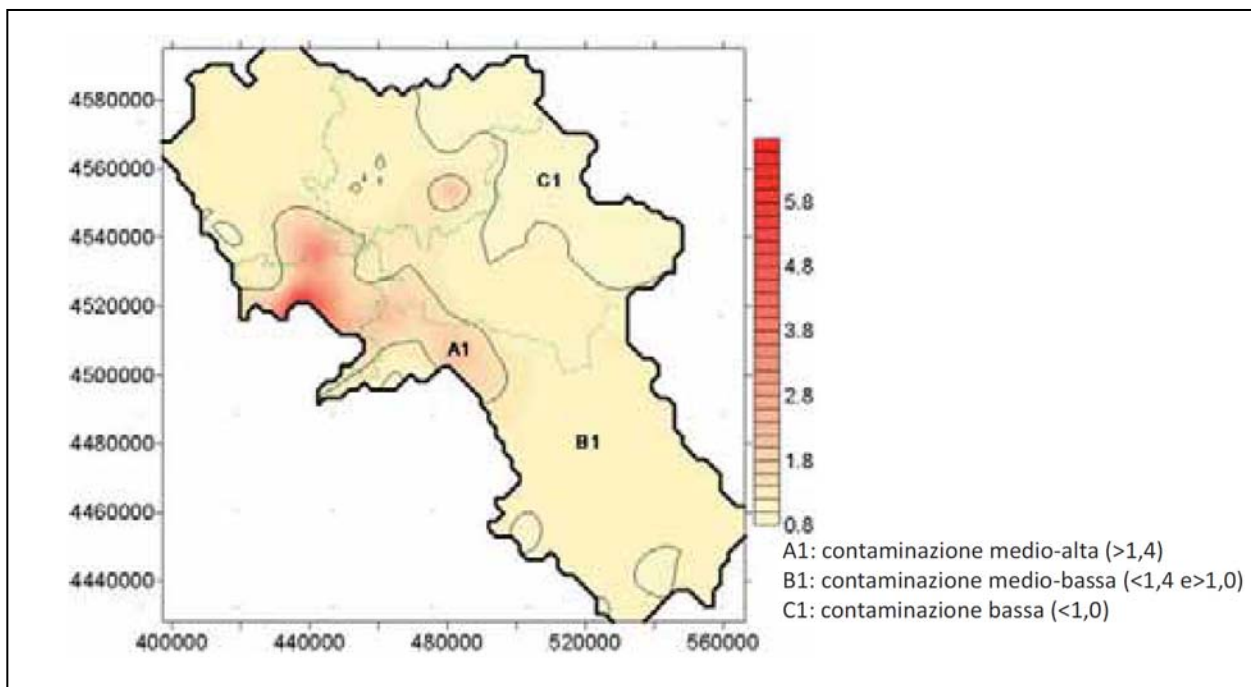 4580000
4560000
4540000
4520000
4500000
4480000
4460000
4440000
400000 440000 480000 520000 560000
C1
A1
B1
5.8
4.8
3.8
2.8
1.8
0.8
A1: contaminazione medio-alta (>1,4)
B1: contaminazione medio-bassa (<1,4 e>1,0)
C1: contaminazione bassa (<1,0)